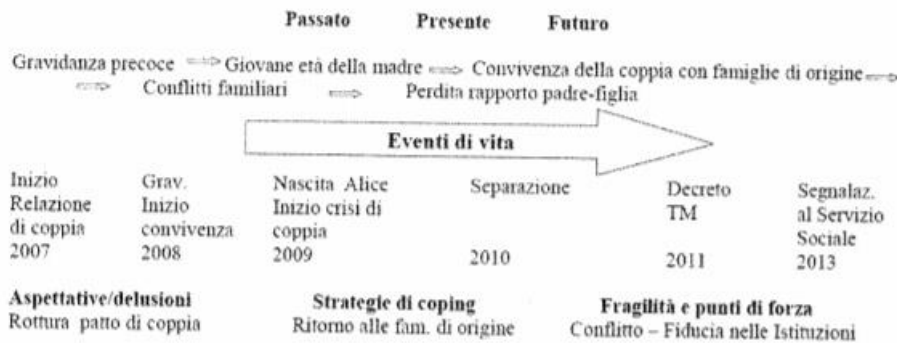 Passato Presente Futuro
Gravidanza precoce ⇒ Giovane età della madre ⇒ Convivenza della coppia con famiglie di origine ⇒
⇒ Conflitti familiari ⇒ Perdita rapporto padre-figlia
Eventi di vita
Inizio Grav. Nascita Alice Separazione Decreto Segnalaz.
Relazione Inizio Inizio crisi di TM al Servizio
di coppia convivenza coppia Sociale
2007 2008 2009 2010 2011 2013
Aspettative/delusioni Strategie di coping Fragilità e punti di forza
Rottura patto di coppia Ritorno alle fam. di origine Conflitto – Fiducia nelle Istituzioni